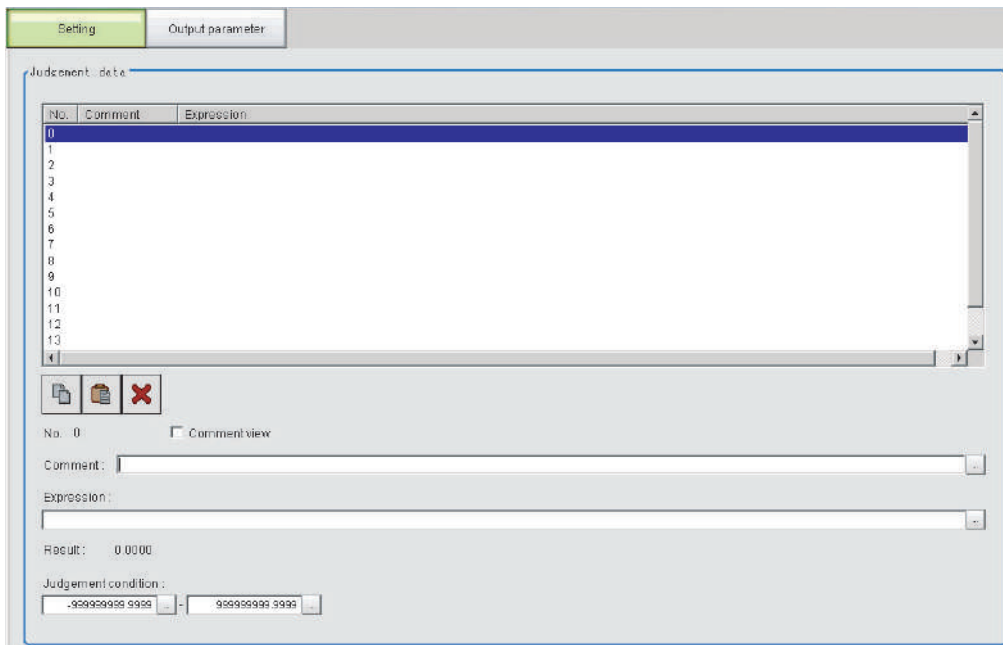 Setting Output parameter
Judgement data
No. Comment Expression
0
1
2
3
4
5
6
7
8
9
10
11
12
13
No. 0 Comment view
Comment :
...
Expression :
...
Result : 0.0000
Judgement condition :
-999999999.9999 ... - 999999999.9999 ...